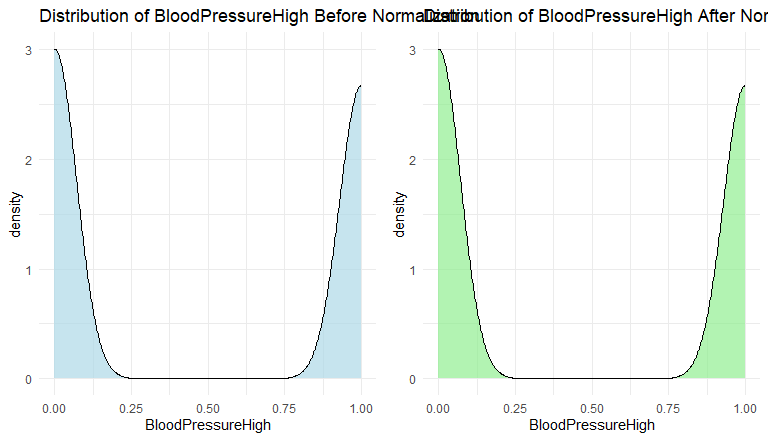 Distribution of BloodPressureHigh Before Normalization
Distribution of BloodPressureHigh After Nor
density
3
2
1
0
0.00 0.25 0.50 0.75 1.00
BloodPressureHigh
density
3
2
1
0
0.00 0.25 0.50 0.75 1.00
BloodPressureHigh